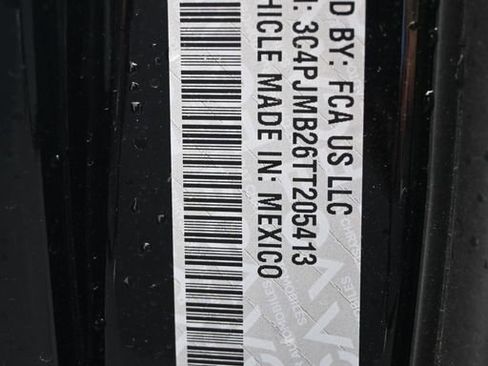 D BY: FCA US LLC
: 3C4PJMB26TT205413
HICLE MADE IN: MEXICO